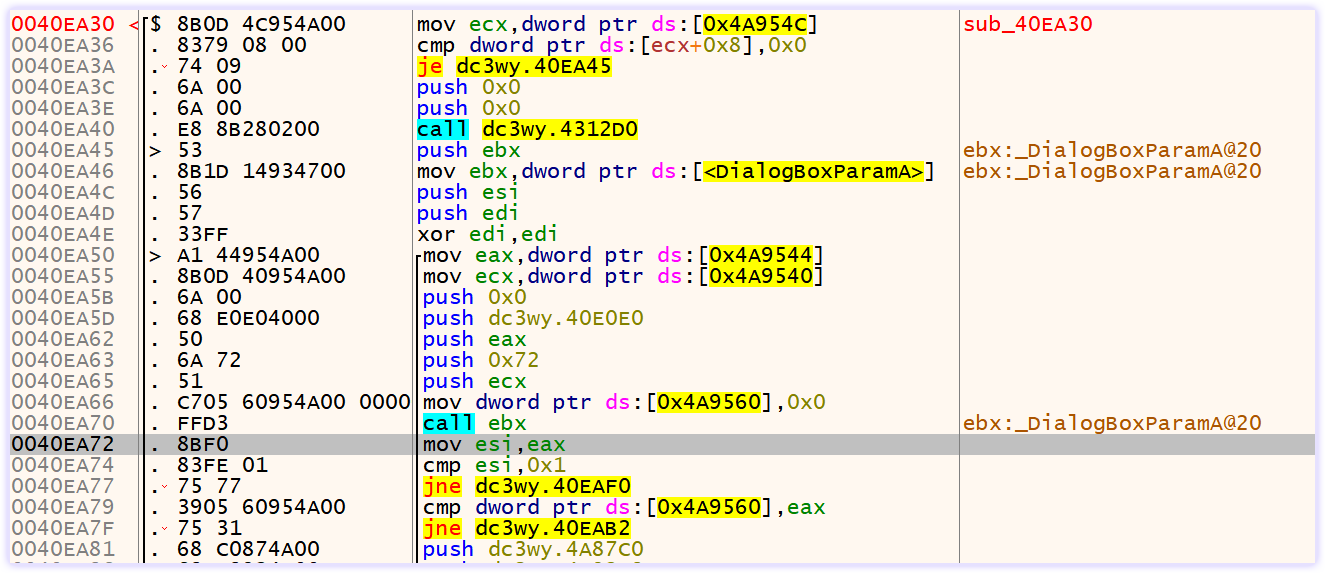 0040EA30 < $ 8B0D 4C954A00 mov ecx,dword ptr ds:[0x4A954C] sub_40EA30
0040EA36 . 8379 08 00 cmp dword ptr ds:[ecx+0x8],0x0
0040EA3A . 74 09 je dc3wy.40EA45
0040EA3C . 6A 00 push 0x0
0040EA3E . 6A 00 push 0x0
0040EA40 . E8 8B280200 call dc3wy.4312D0
0040EA45 > 53 push ebx ebx:_DialogBoxParamA@20
0040EA46 . 8B1D 14934700 mov ebx,dword ptr ds:[<DialogBoxParamA>] ebx:_DialogBoxParamA@20
0040EA4C . 56 push esi
0040EA4D . 57 push edi
0040EA4E . 33FF xor edi,edi
0040EA50 > A1 44954A00 mov eax,dword ptr ds:[0x4A9544]
0040EA55 . 8B0D 40954A00 mov ecx,dword ptr ds:[0x4A9540]
0040EA5B . 6A 00 push 0x0
0040EA5D . 68 E0E04000 push dc3wy.40E0E0
0040EA62 . 50 push eax
0040EA63 . 6A 72 push 0x72
0040EA65 . 51 push ecx
0040EA66 . C705 60954A00 0000 mov dword ptr ds:[0x4A9560],0x0
0040EA70 . FFD3 call ebx ebx:_DialogBoxParamA@20
0040EA72 . 8BF0 mov esi,eax
0040EA74 . 83FE 01 cmp esi,0x1
0040EA77 . 75 77 jne dc3wy.40EAF0
0040EA79 . 3905 60954A00 cmp dword ptr ds:[0x4A9560],eax
0040EA7F . 75 31 jne dc3wy.40EAB2
0040EA81 . 68 C0874A00 push dc3wy.4A87C0